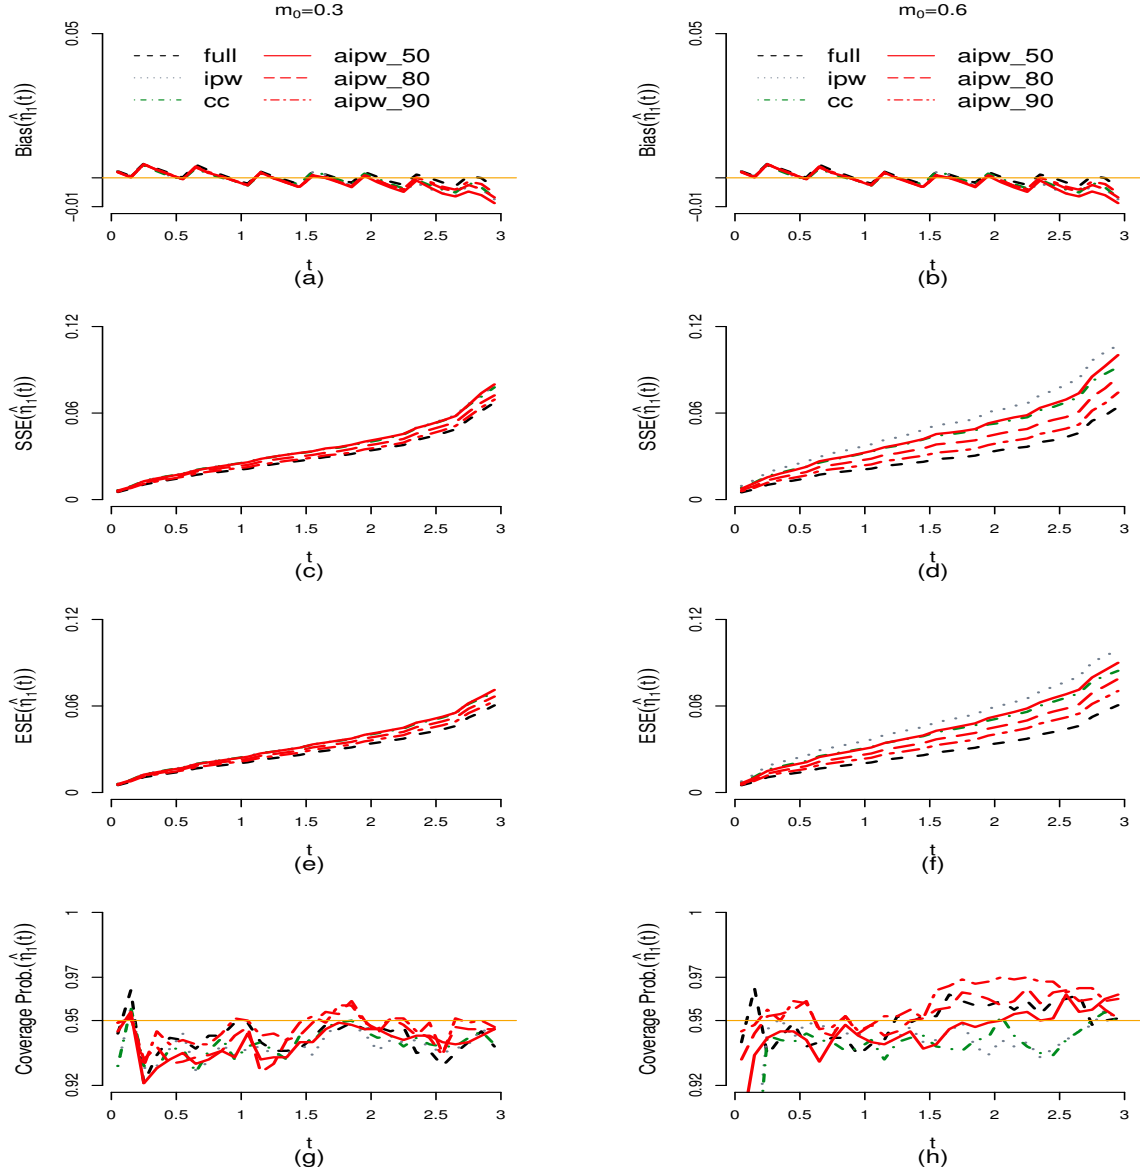 m₀=0.3
m₀=0.6
Bias(η̂₁(t))
0.05
-0.01
full
ipw
cc
aipw_50
aipw_80
aipw_90
0 0.5 1 1.5 2 2.5 3
t
(a)
Bias(η̂₁(t))
0.05
-0.01
full
ipw
cc
aipw_50
aipw_80
aipw_90
0 0.5 1 1.5 2 2.5 3
t
(b)
SSE(η̂₁(t))
0.12
0.06
0
0 0.5 1 1.5 2 2.5 3
t
(c)
SSE(η̂₁(t))
0.12
0.06
0
0 0.5 1 1.5 2 2.5 3
t
(d)
ESE(η̂₁(t))
0.12
0.06
0
0 0.5 1 1.5 2 2.5 3
t
(e)
ESE(η̂₁(t))
0.12
0.06
0
0 0.5 1 1.5 2 2.5 3
t
(f)
Coverage Prob.(η̂₁(t))
1
0.97
0.95
0.92
0 0.5 1 1.5 2 2.5 3
t
(g)
Coverage Prob.(η̂₁(t))
1
0.97
0.95
0.92
0 0.5 1 1.5 2 2.5 3
t
(h)